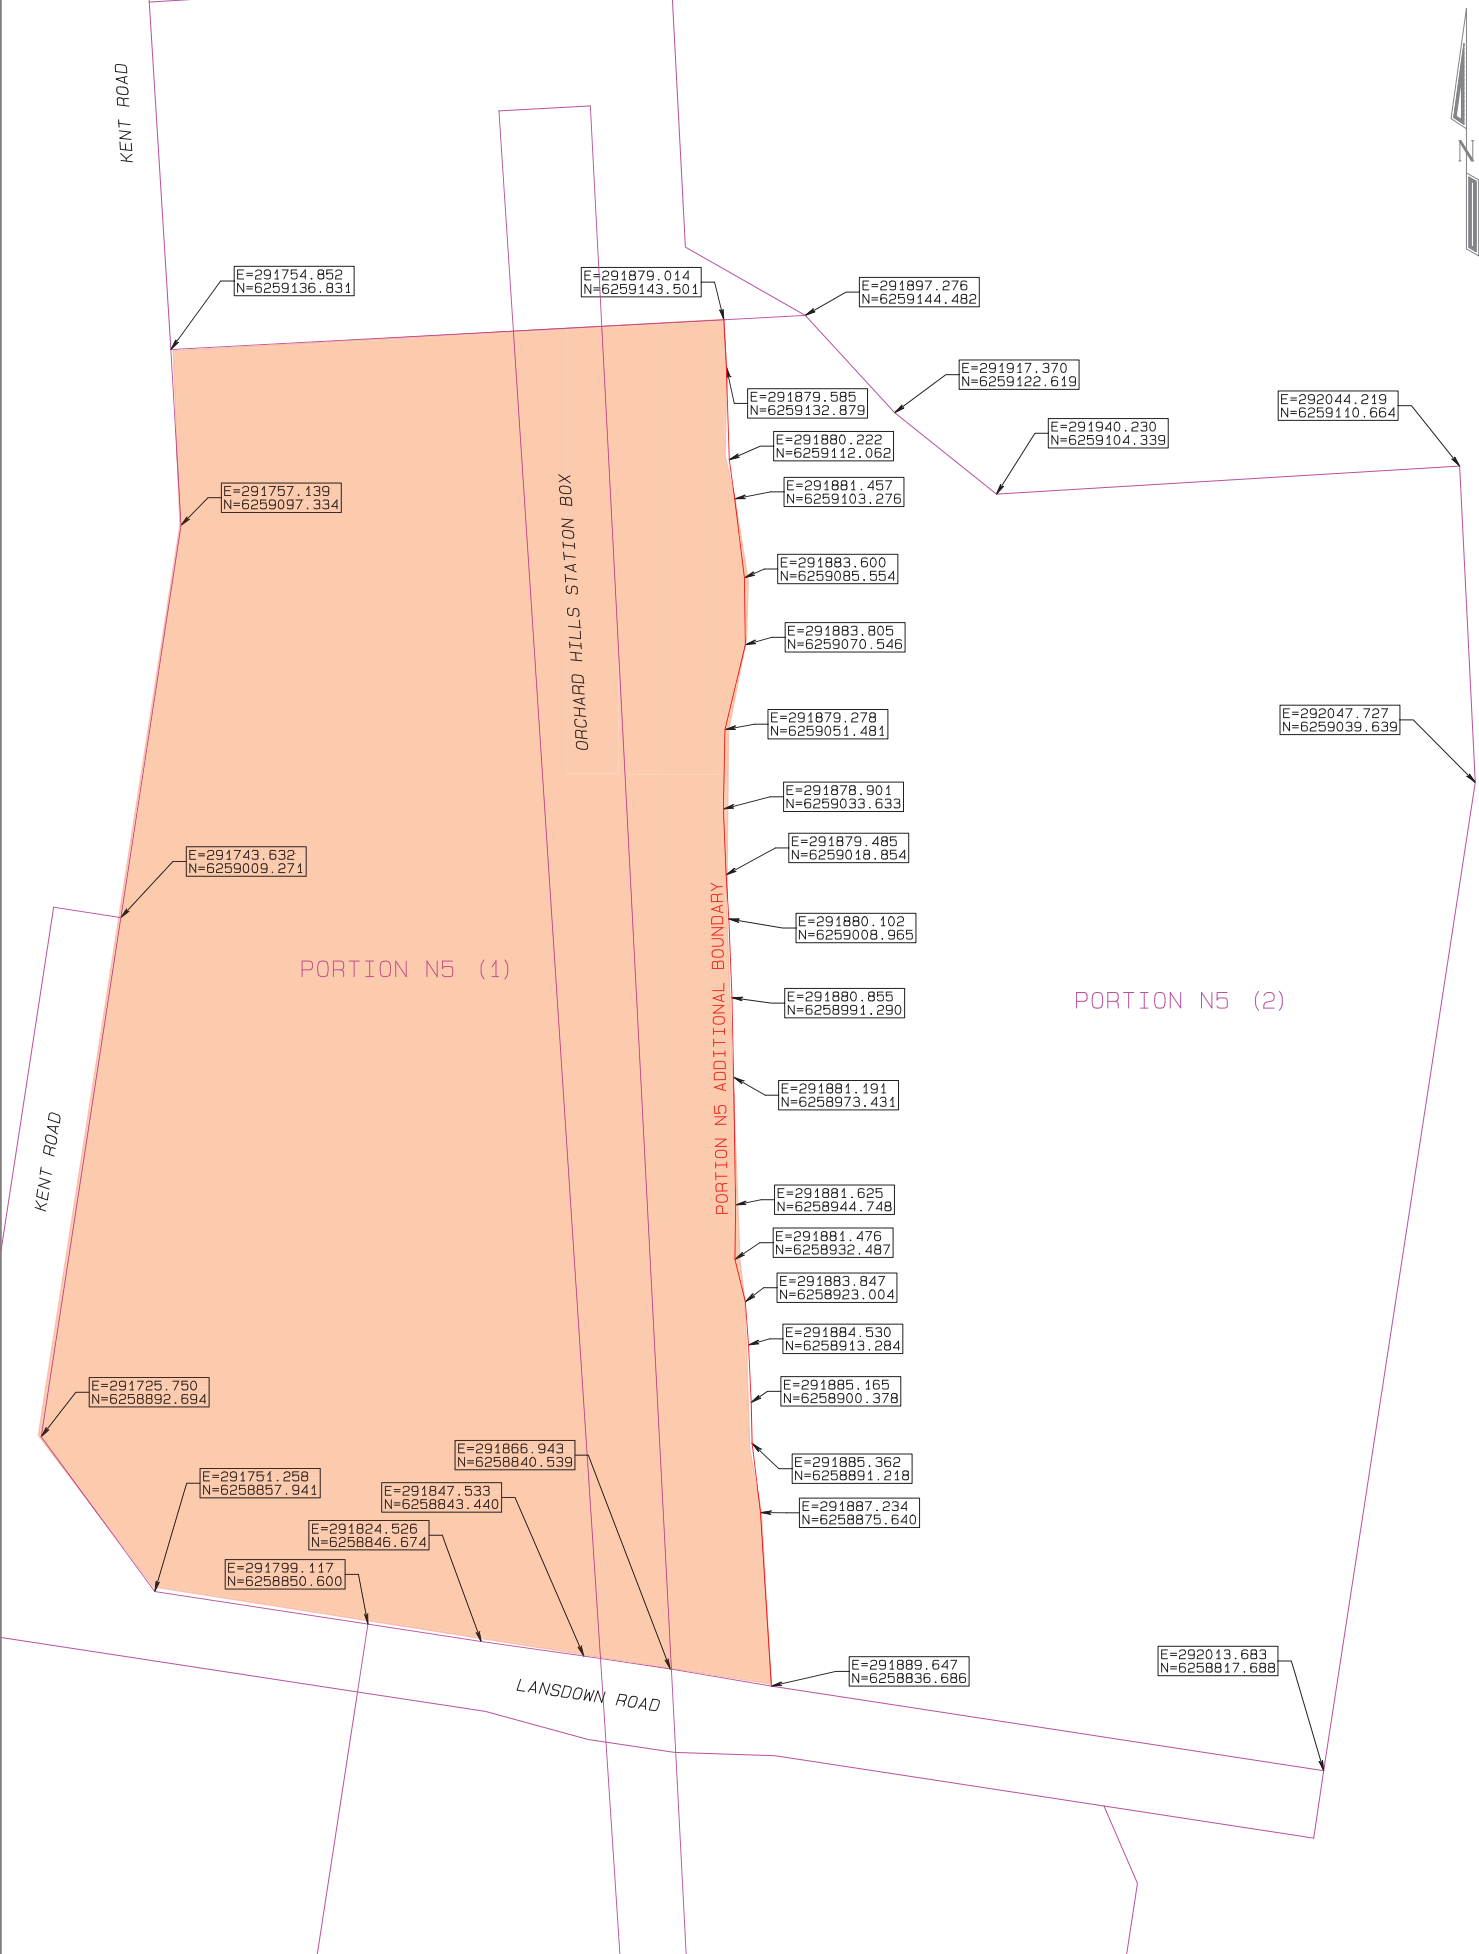 KENT ROAD
N
E=291754.852
N=6259136.831
E=291879.014
N=6259143.501
E=291897.276
N=6259144.482
E=291917.370
N=6259122.619
E=291879.585
N=6259132.879
E=292044.219
N=6259110.664
E=291940.230
N=6259104.339
E=291880.222
N=6259112.062
E=291757.139
N=6259097.334
E=291881.457
N=6259103.276
ORCHARD HILLS STATION BOX
E=291883.600
N=6259085.554
E=291883.805
N=6259070.546
E=291879.278
N=6259051.481
E=292047.727
N=6259039.639
E=291878.901
N=6259033.633
E=291743.632
N=6259009.271
E=291879.485
N=6259018.854
E=291880.102
N=6259008.965
PORTION N5 (1)
PORTION N5 ADDITIONAL BOUNDARY
PORTION N5 (2)
E=291880.855
N=6258991.290
E=291881.191
N=6258973.431
KENT ROAD
E=291881.625
N=6258944.748
E=291881.476
N=6258932.487
E=291883.847
N=6258923.004
E=291884.530
N=6258913.284
E=291725.750
N=6258892.694
E=291885.165
N=6258900.378
E=291866.943
N=6258840.539
E=291885.362
N=6258891.218
E=291751.258
N=6258857.941
E=291847.533
N=6258843.440
E=291887.234
N=6258875.640
E=291824.526
N=6258846.674
E=291799.117
N=6258850.600
E=291889.647
N=6258836.686
E=292013.683
N=6258817.688
LANSDOWN ROAD